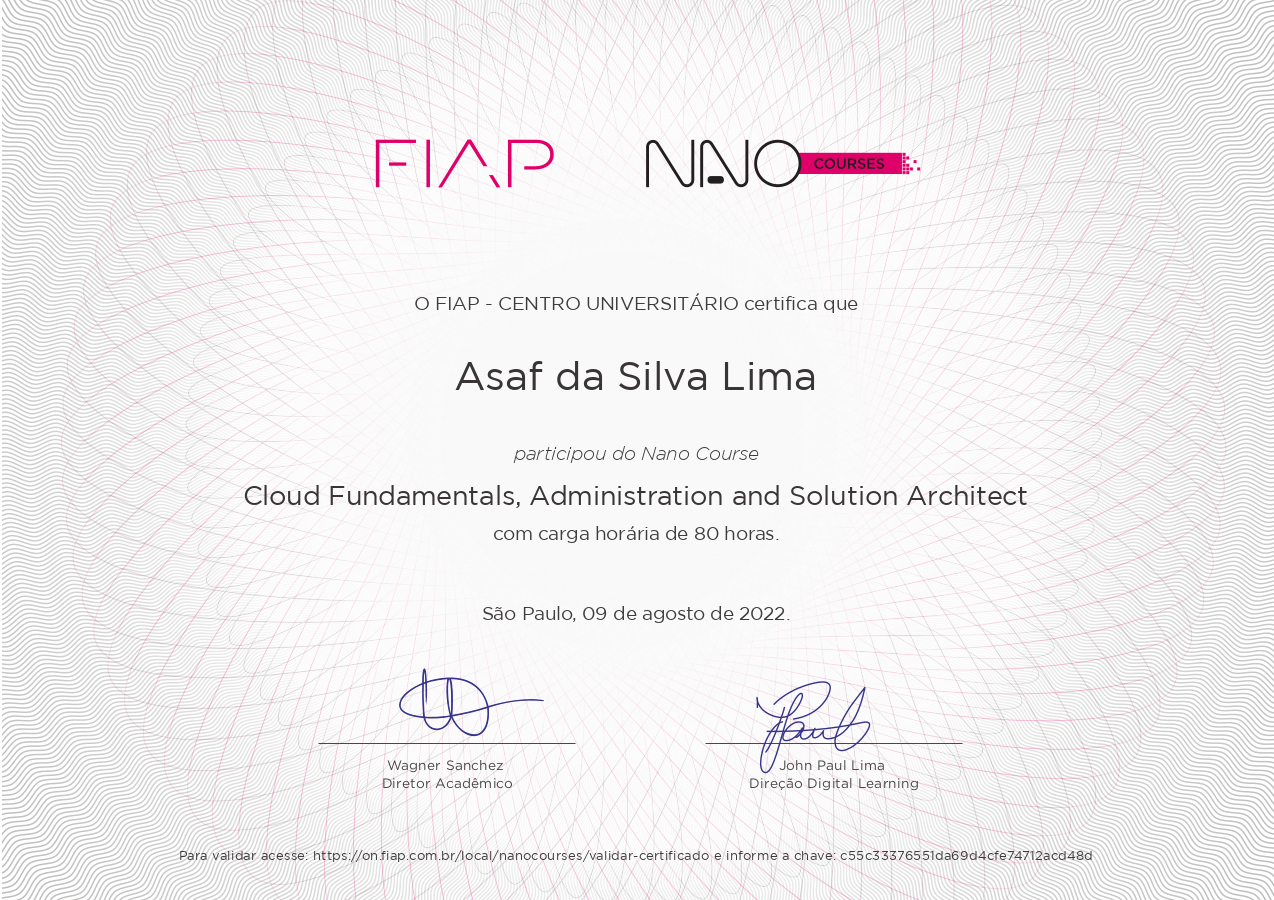 FIAP NANO COURSES
O FIAP - CENTRO UNIVERSITÁRIO certifica que
Asaf da Silva Lima
participou do Nano Course
Cloud Fundamentals, Administration and Solution Architect
com carga horária de 80 horas.
São Paulo, 09 de agosto de 2022.
Wagner Sanchez John Paul Lima
Diretor Acadêmico Direção Digital Learning
Para validar acesse: https://on.fiap.com.br/local/nanocourses/validar-certificado e informe a chave: c55c33376551da69d4cfe74712acd48d